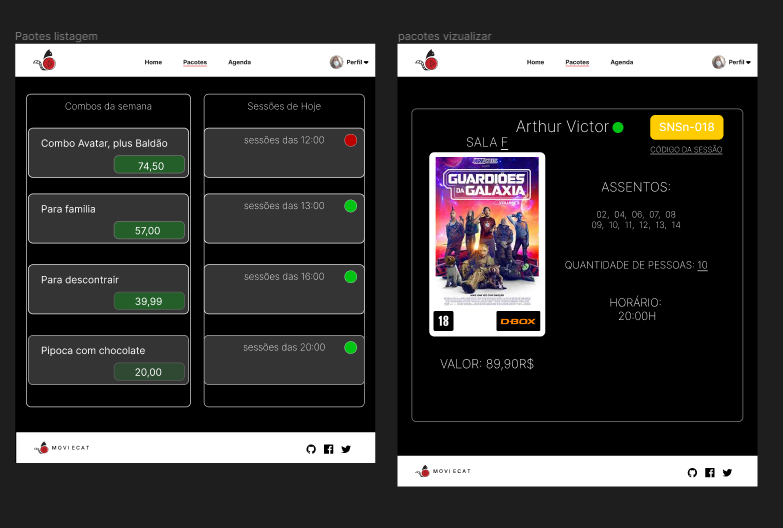 Paotes listagem
Home
Pacotes
Agenda
Perfil
Combos da semana
Combo Avatar, plus Baldão
74,50
Para família
57,00
Para descontrair
39,99
Pipoca com chocolate
20,00
Sessões de Hoje
sessões das 12:00
sessões das 13:00
sessões das 16:00
sessões das 20:00
MOVIECAT
pacotes vizualizar
Home
Pacotes
Agenda
Perfil
Arthur Victor
SNSn-018
CÓDIGO DA SESSÃO
SALA F
GUARDIÕES
DA GALÁXIA
18
D-BOX
VALOR: 89,90R$
ASSENTOS:
02, 04, 06, 07, 08
09, 10, 11, 12, 13, 14
QUANTIDADE DE PESSOAS: 10
HORÁRIO:
20:00H
MOVIECAT